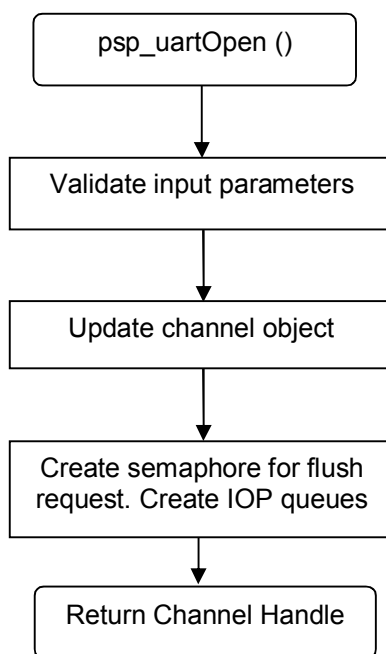 psp_uartOpen ()
Validate input parameters
Update channel object
Create semaphore for flush
request. Create IOP queues
Return Channel Handle